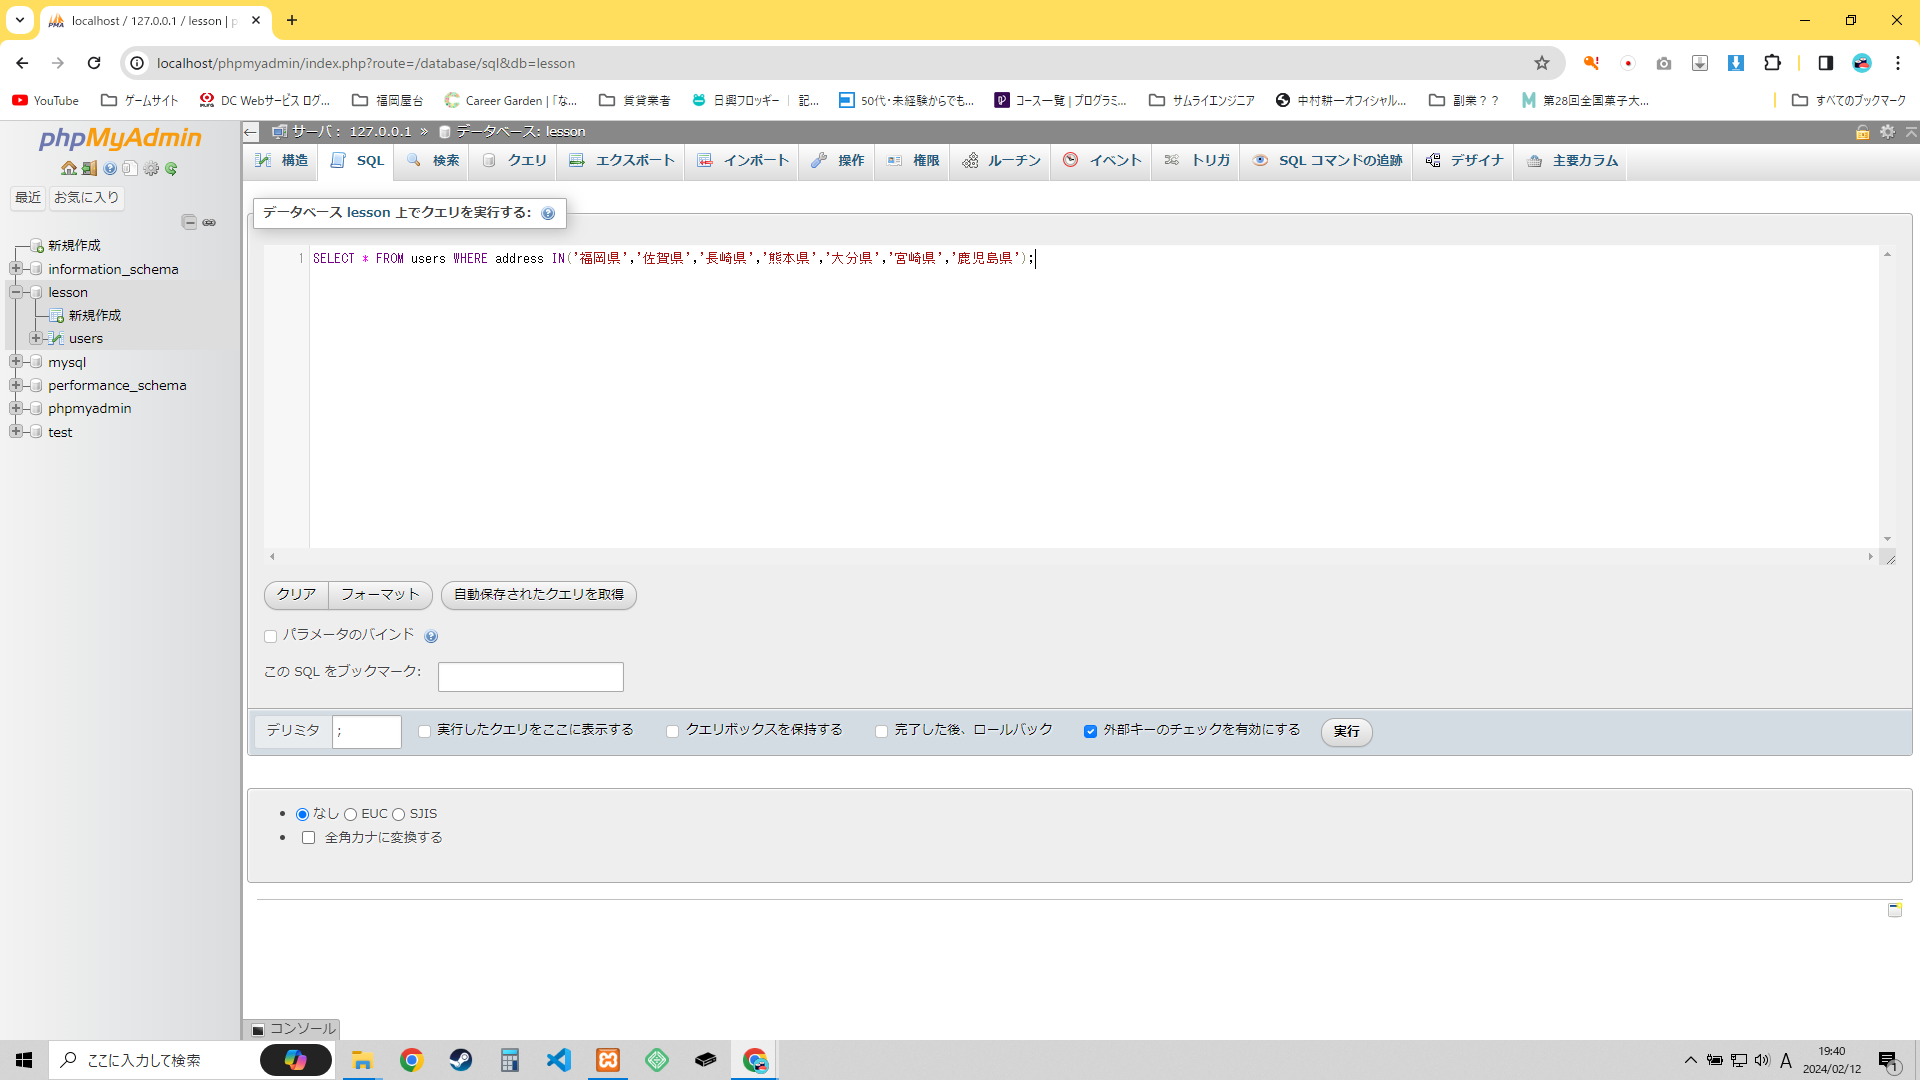 localhost / 127.0.0.1 / lesson | p
localhost/phpmyadmin/index.php?route=/database/sql&db=lesson
YouTube
ゲームサイト
DC Webサービス ログ...
福岡屋台
Career Garden | 「な...
賃貸業者
日興フロッギー | 記...
50代・未経験からでも...
コース一覧 | プログラミ...
サムライエンジニア
中村耕一オフィシャル...
副業？？
第28回全国菓子大...
すべてのブックマーク
phpMyAdmin
最近
お気に入り
新規作成
information_schema
lesson
新規作成
users
mysql
performance_schema
phpmyadmin
test
サーバ： 127.0.0.1 » データベース: lesson
構造
SQL
検索
クエリ
エクスポート
インポート
操作
権限
ルーチン
イベント
トリガ
SQL コマンドの追跡
デザイナ
主要カラム
データベース lesson 上でクエリを実行する:
1 SELECT * FROM users WHERE address IN('福岡県','佐賀県','長崎県','熊本県','大分県','宮崎県','鹿児島県');
クリア
フォーマット
自動保存されたクエリを取得
パラメータのバインド
この SQL をブックマーク:
デリミタ ;
実行したクエリをここに表示する
クエリボックスを保持する
完了した後、ロールバック
外部キーのチェックを有効にする
実行
なし EUC SJIS
全角カナに変換する
コンソール
ここに入力して検索
A
19:40
2024/02/12
1